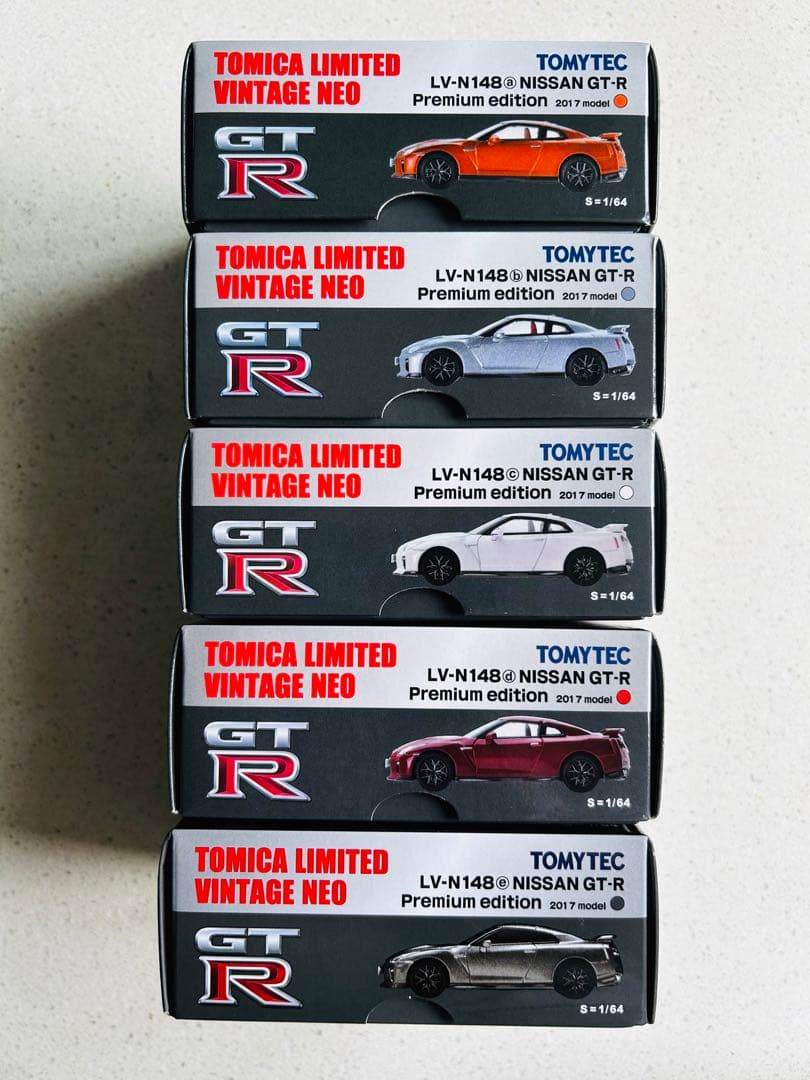 TOMICA LIMITED
VINTAGE NEO
TOMYTEC
LV-N148ⓐ NISSAN GT-R
Premium edition 2017 model
GT
R
S=1/64
TOMICA LIMITED
VINTAGE NEO
TOMYTEC
LV-N148ⓑ NISSAN GT-R
Premium edition 2017 model
GT
R
S=1/64
TOMICA LIMITED
VINTAGE NEO
TOMYTEC
LV-N148ⓒ NISSAN GT-R
Premium edition 2017 model
GT
R
S=1/64
TOMICA LIMITED
VINTAGE NEO
TOMYTEC
LV-N148ⓓ NISSAN GT-R
Premium edition 2017 model
GT
R
S=1/64
TOMICA LIMITED
VINTAGE NEO
TOMYTEC
LV-N148ⓔ NISSAN GT-R
Premium edition 2017 model
GT
R
S=1/64